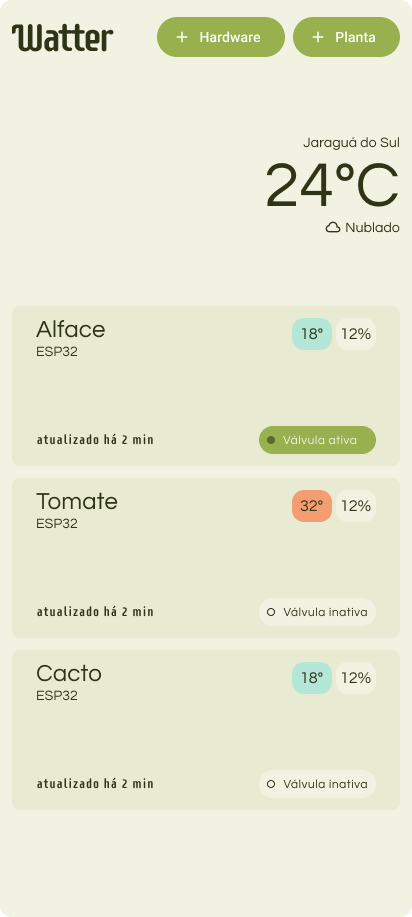 Watter
+ Hardware
+ Planta
Jaraguá do Sul
24°C
Nublado
Alface
18° 12%
ESP32
atualizado há 2 min
Válvula ativa
Tomate
32° 12%
ESP32
atualizado há 2 min
Válvula inativa
Cacto
18° 12%
ESP32
atualizado há 2 min
Válvula inativa